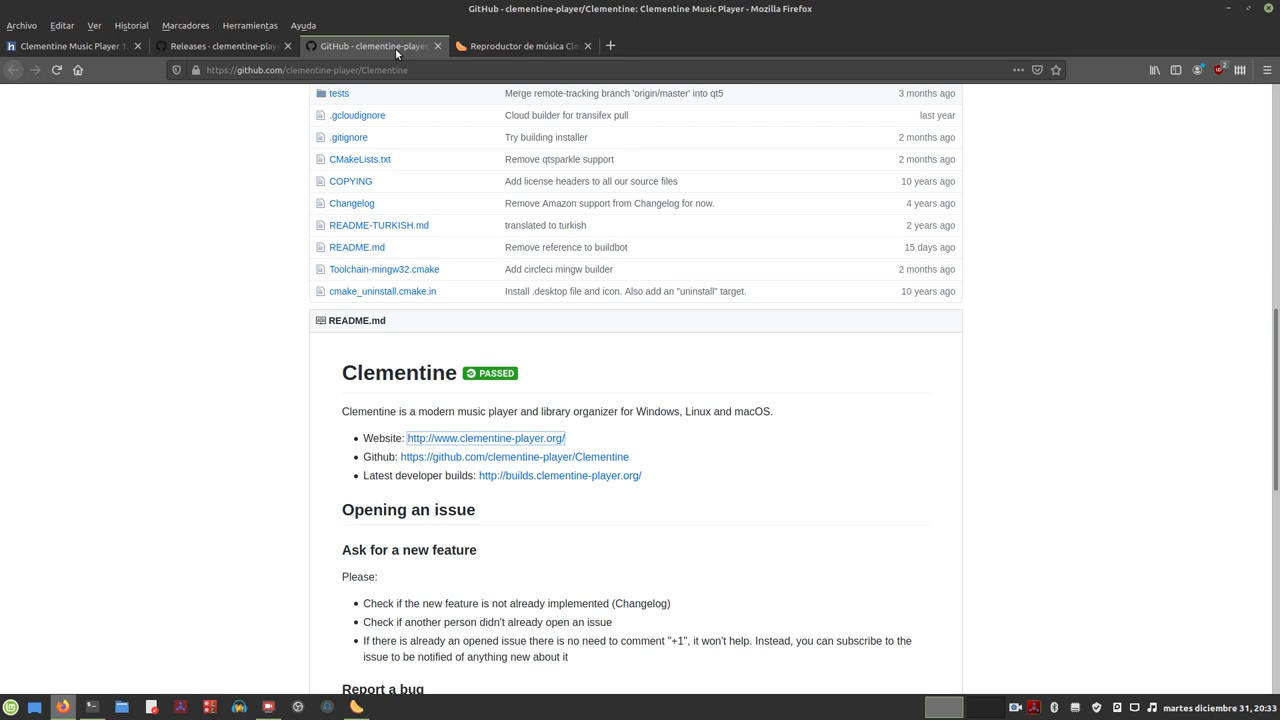 GitHub - clementine-player/Clementine: Clementine Music Player - Mozilla Firefox
Archivo Editar Ver Historial Marcadores Herramientas Ayuda
Clementine Music Player 1.
Releases · clementine-playe
GitHub - clementine-player
Reproductor de música Cle
https://github.com/clementine-player/Clementine
2
tests Merge remote-tracking branch 'origin/master' into qt5 3 months ago
.gcloudignore Cloud builder for transifex pull last year
.gitignore Try building installer 2 months ago
CMakeLists.txt Remove qtsparkle support 2 months ago
COPYING Add license headers to all our source files 10 years ago
Changelog Remove Amazon support from Changelog for now. 4 years ago
README-TURKISH.md translated to turkish 2 years ago
README.md Remove reference to buildbot 15 days ago
Toolchain-mingw32.cmake Add circleci mingw builder 2 months ago
cmake_uninstall.cmake.in Install .desktop file and icon. Also add an "uninstall" target. 10 years ago
README.md
Clementine PASSED
Clementine is a modern music player and library organizer for Windows, Linux and macOS.
Website: http://www.clementine-player.org/
Github: https://github.com/clementine-player/Clementine
Latest developer builds: http://builds.clementine-player.org/
Opening an issue
Ask for a new feature
Please:
Check if the new feature is not already implemented (Changelog)
Check if another person didn't already open an issue
If there is already an opened issue there is no need to comment "+1", it won't help. Instead, you can subscribe to the
issue to be notified of anything new about it
Report a bug
martes diciembre 31, 20:33